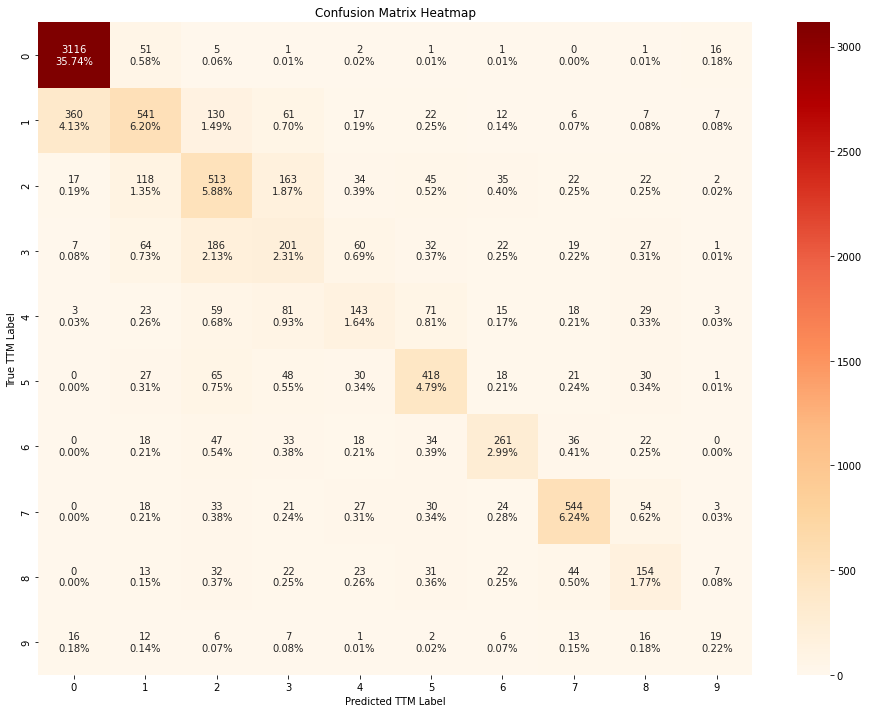 Confusion Matrix Heatmap
0 3116 51 5 1 2 1 1 0 1 16
35.74% 0.58% 0.06% 0.01% 0.02% 0.01% 0.01% 0.00% 0.01% 0.18%
1 360 541 130 61 17 22 12 6 7 7
4.13% 6.20% 1.49% 0.70% 0.19% 0.25% 0.14% 0.07% 0.08% 0.08%
2 17 118 513 163 34 45 35 22 22 2
0.19% 1.35% 5.88% 1.87% 0.39% 0.52% 0.40% 0.25% 0.25% 0.02%
3 7 64 186 201 60 32 22 19 27 1
0.08% 0.73% 2.13% 2.31% 0.69% 0.37% 0.25% 0.22% 0.31% 0.01%
4 3 23 59 81 143 71 15 18 29 3
0.03% 0.26% 0.68% 0.93% 1.64% 0.81% 0.17% 0.21% 0.33% 0.03%
5 0 27 65 48 30 418 18 21 30 1
0.00% 0.31% 0.75% 0.55% 0.34% 4.79% 0.21% 0.24% 0.34% 0.01%
6 0 18 47 33 18 34 261 36 22 0
0.00% 0.21% 0.54% 0.38% 0.21% 0.39% 2.99% 0.41% 0.25% 0.00%
7 0 18 33 21 27 30 24 544 54 3
0.00% 0.21% 0.38% 0.24% 0.31% 0.34% 0.28% 6.24% 0.62% 0.03%
8 0 13 32 22 23 31 22 44 154 7
0.00% 0.15% 0.37% 0.25% 0.26% 0.36% 0.25% 0.50% 1.77% 0.08%
9 16 12 6 7 1 2 6 13 16 19
0.18% 0.14% 0.07% 0.08% 0.01% 0.02% 0.07% 0.15% 0.18% 0.22%
0 1 2 3 4 5 6 7 8 9
Predicted TTM Label
True TTM Label
3000
2500
2000
1500
1000
500
0